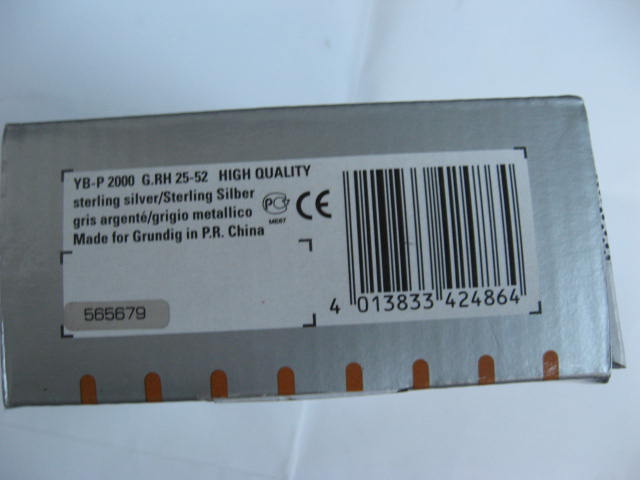 YB-P 2000 G.RH 25-52 HIGH QUALITY
sterling silver/Sterling Silber
gris argenté/grigio metallico
Made for Grundig in P.R. China
CE
565679
4 013833 424864